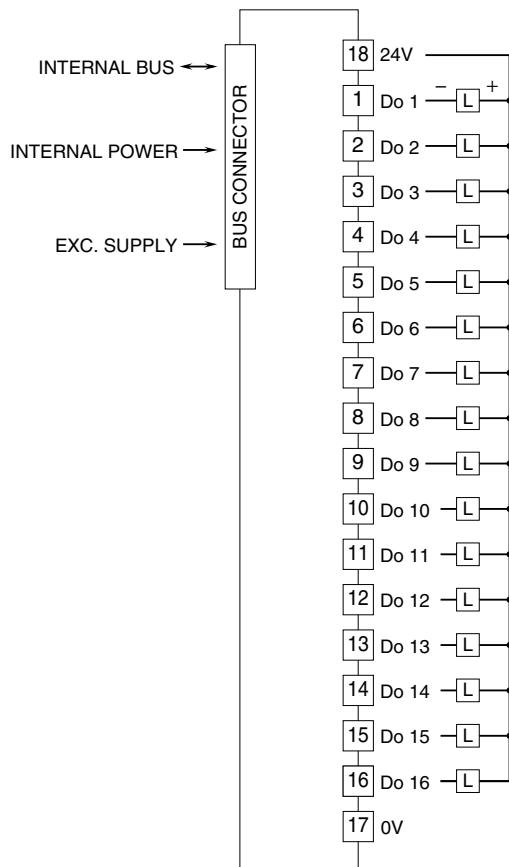 INTERNAL BUS
INTERNAL POWER
EXC. SUPPLY
BUS CONNECTOR
18 24V
1 Do 1 − L +
2 Do 2 L
3 Do 3 L
4 Do 4 L
5 Do 5 L
6 Do 6 L
7 Do 7 L
8 Do 8 L
9 Do 9 L
10 Do 10 L
11 Do 11 L
12 Do 12 L
13 Do 13 L
14 Do 14 L
15 Do 15 L
16 Do 16 L
17 0V